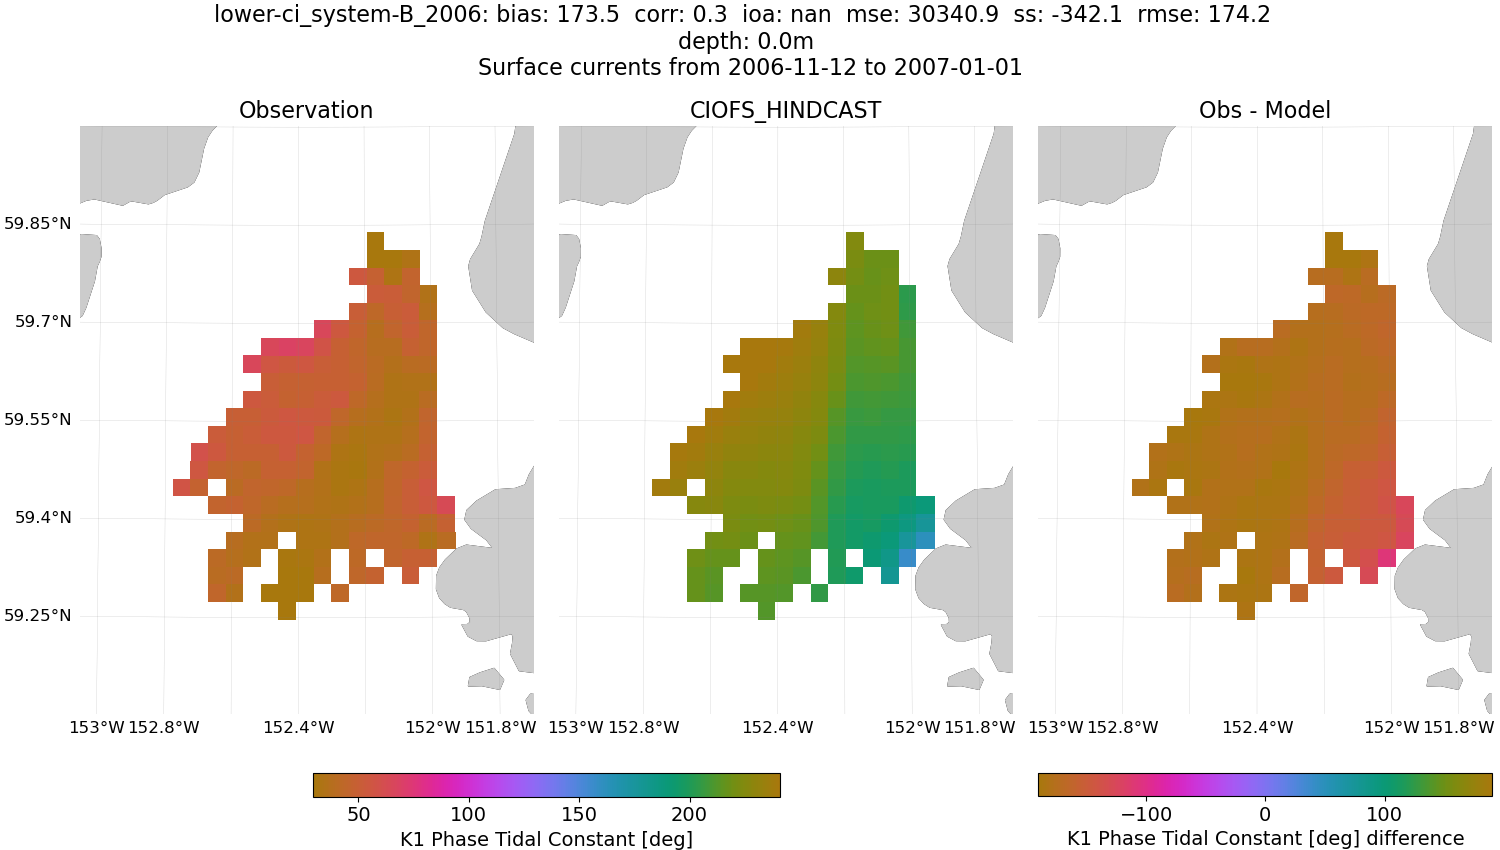 lower-ci_system-B_2006: bias: 173.5  corr: 0.3  ioa: nan  mse: 30340.9  ss: -342.1  rmse: 174.2
depth: 0.0m
Surface currents from 2006-11-12 to 2007-01-01
Observation
CIOFS_HINDCAST
Obs - Model
59.85°N
59.7°N
59.55°N
59.4°N
59.25°N
153°W 152.8°W 152.4°W 152°W 151.8°W
153°W 152.8°W 152.4°W 152°W 151.8°W
153°W 152.8°W 152.4°W 152°W 151.8°W
50 100 150 200
K1 Phase Tidal Constant [deg]
−100 0 100
K1 Phase Tidal Constant [deg] difference